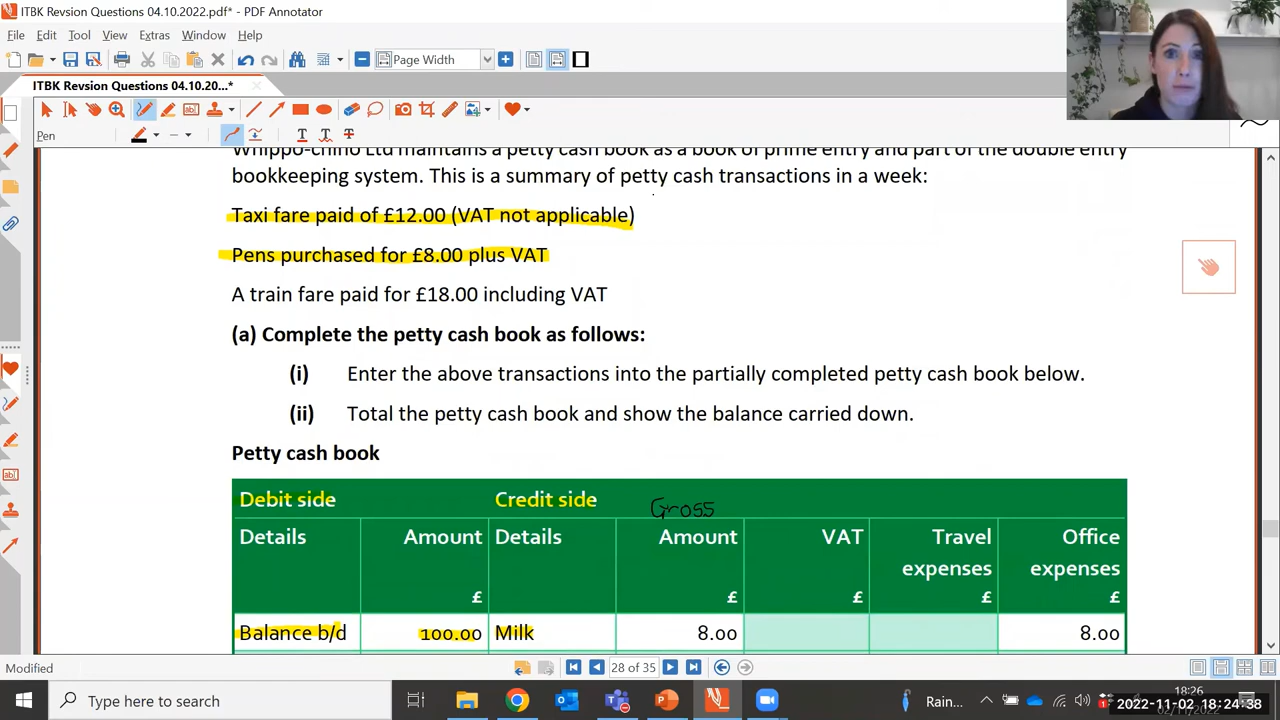 ITBK Revsion Questions 04.10.2022.pdf* - PDF Annotator
File Edit Tool View Extras Window Help
Page Width
ITBK Revsion Questions 04.10.20...*
Pen
Whippo-chino Ltd maintains a petty cash book as a book of prime entry and part of the double entry
bookkeeping system. This is a summary of petty cash transactions in a week:
Taxi fare paid of £12.00 (VAT not applicable)
Pens purchased for £8.00 plus VAT
A train fare paid for £18.00 including VAT
(a) Complete the petty cash book as follows:
(i) Enter the above transactions into the partially completed petty cash book below.
(ii) Total the petty cash book and show the balance carried down.
Petty cash book
Debit side Credit side Gross
Details Amount Details Amount VAT Travel Office
expenses expenses
£ £ £ £ £
Balance b/d 100.00 Milk 8.00 8.00
Modified 28 of 35
Type here to search Rain... 18:26
2022-11-02 18:24:38